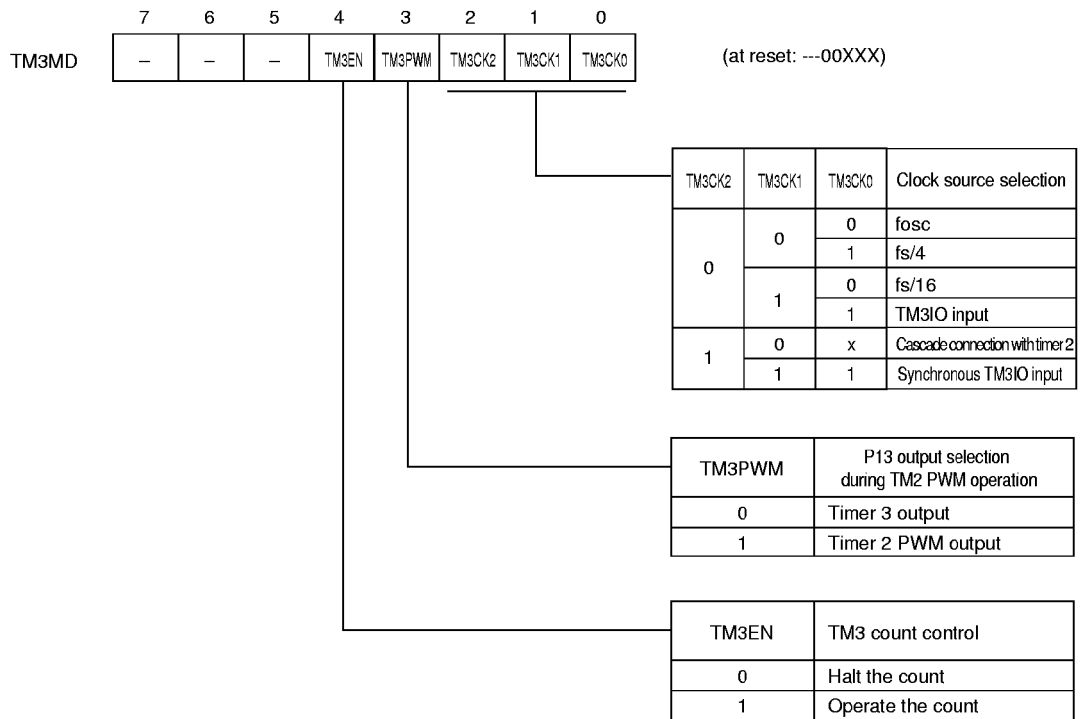 7 6 5 4 3 2 1 0
TM3MD – – – TM3EN TM3PWM TM3CK2 TM3CK1 TM3CK0 (at reset: ---00XXX)
TM3CK2 TM3CK1 TM3CK0 Clock source selection
0 0 0 fosc
1 fs/4
1 0 fs/16
1 TM3IO input
1 0 x Cascade connection with timer 2
1 1 Synchronous TM3IO input
TM3PWM P13 output selection
during TM2 PWM operation
0 Timer 3 output
1 Timer 2 PWM output
TM3EN TM3 count control
0 Halt the count
1 Operate the count